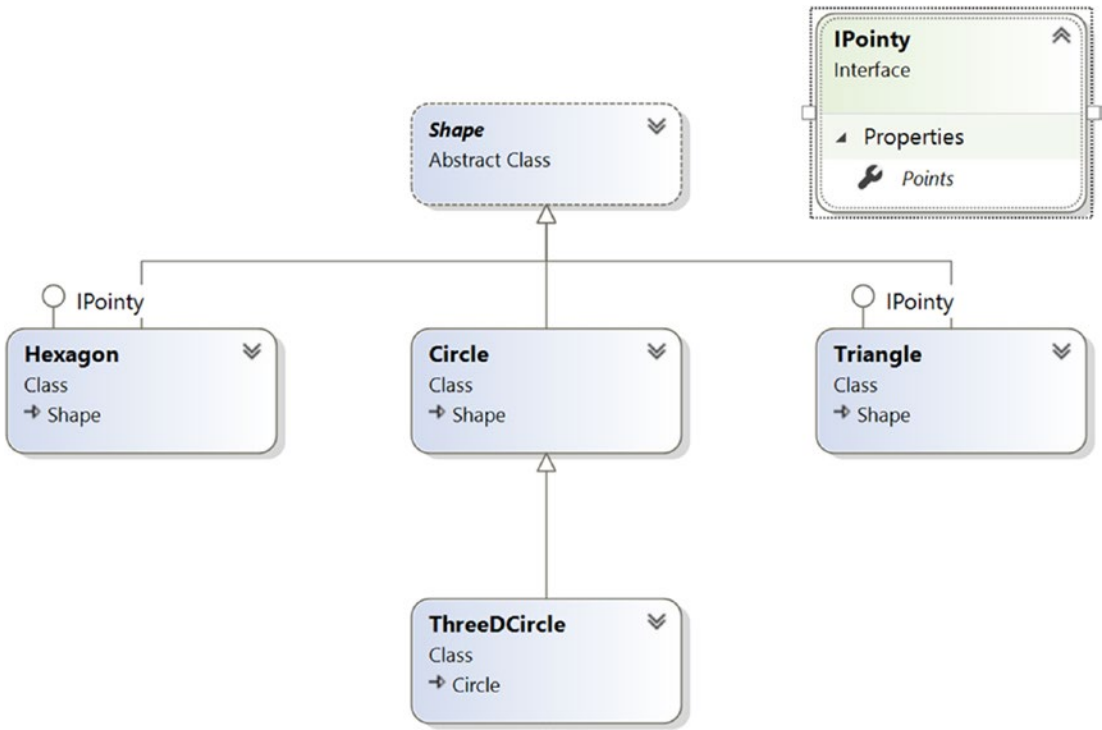 IPointy
Interface
Properties
Points
Shape
Abstract Class
IPointy
IPointy
Hexagon
Class
Shape
Circle
Class
Shape
Triangle
Class
Shape
ThreeDCircle
Class
Circle